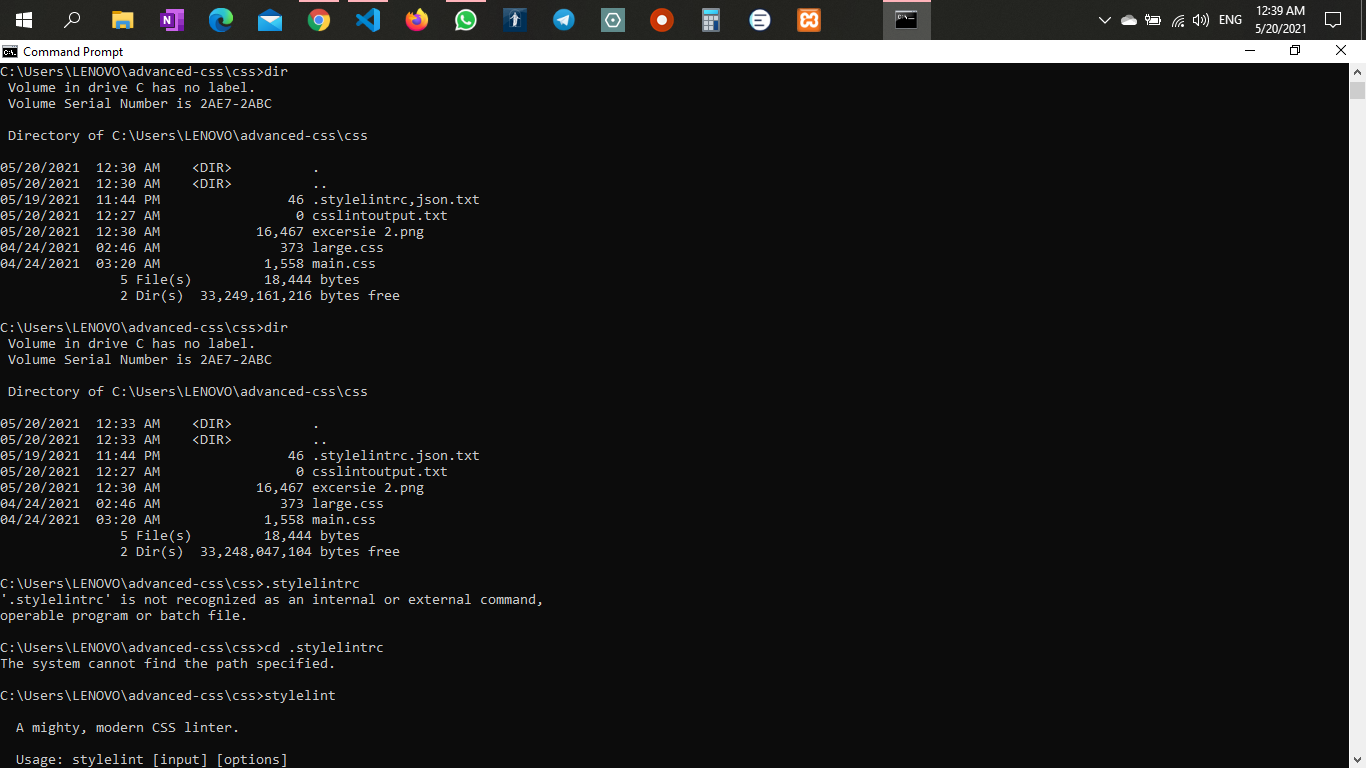 ENG
12:39 AM
5/20/2021
Command Prompt
C:\Users\LENOVO\advanced-css\css>dir
Volume in drive C has no label.
Volume Serial Number is 2AE7-2ABC
Directory of C:\Users\LENOVO\advanced-css\css
05/20/2021  12:30 AM    <DIR>          .
05/20/2021  12:30 AM    <DIR>          ..
05/19/2021  11:44 PM                46 .stylelintrc,json.txt
05/20/2021  12:27 AM                 0 csslintoutput.txt
05/20/2021  12:30 AM            16,467 excersie 2.png
04/24/2021  02:46 AM               373 large.css
04/24/2021  03:20 AM             1,558 main.css
5 File(s)         18,444 bytes
2 Dir(s)  33,249,161,216 bytes free
C:\Users\LENOVO\advanced-css\css>dir
Volume in drive C has no label.
Volume Serial Number is 2AE7-2ABC
Directory of C:\Users\LENOVO\advanced-css\css
05/20/2021  12:33 AM    <DIR>          .
05/20/2021  12:33 AM    <DIR>          ..
05/19/2021  11:44 PM                46 .stylelintrc.json.txt
05/20/2021  12:27 AM                 0 csslintoutput.txt
05/20/2021  12:30 AM            16,467 excersie 2.png
04/24/2021  02:46 AM               373 large.css
04/24/2021  03:20 AM             1,558 main.css
5 File(s)         18,444 bytes
2 Dir(s)  33,248,047,104 bytes free
C:\Users\LENOVO\advanced-css\css>.stylelintrc
'.stylelintrc' is not recognized as an internal or external command,
operable program or batch file.
C:\Users\LENOVO\advanced-css\css>cd .stylelintrc
The system cannot find the path specified.
C:\Users\LENOVO\advanced-css\css>stylelint
A mighty, modern CSS linter.
Usage: stylelint [input] [options]